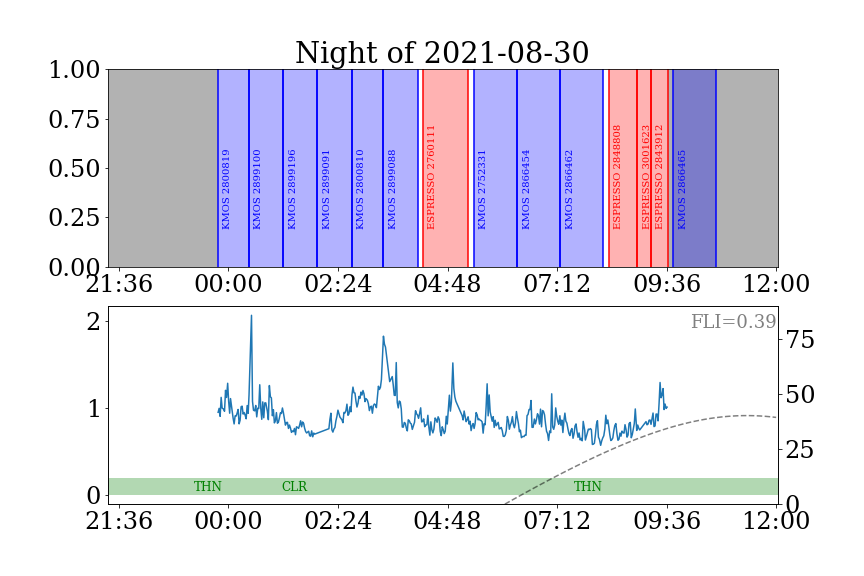 Night of 2021-08-30
1.00
0.75
0.50
0.25
0.00
KMOS 2800819
KMOS 2899100
KMOS 2899196
KMOS 2899091
KMOS 2800810
KMOS 2899088
ESPRESSO 2760111
KMOS 2752331
KMOS 2866454
KMOS 2866462
ESPRESSO 2848808
ESPRESSO 3001623
ESPRESSO 2843912
KMOS 2866465
21:36 00:00 02:24 04:48 07:12 09:36 12:00
FLI=0.39
2
1
0
75
50
25
0
THN CLR THN
21:36 00:00 02:24 04:48 07:12 09:36 12:00